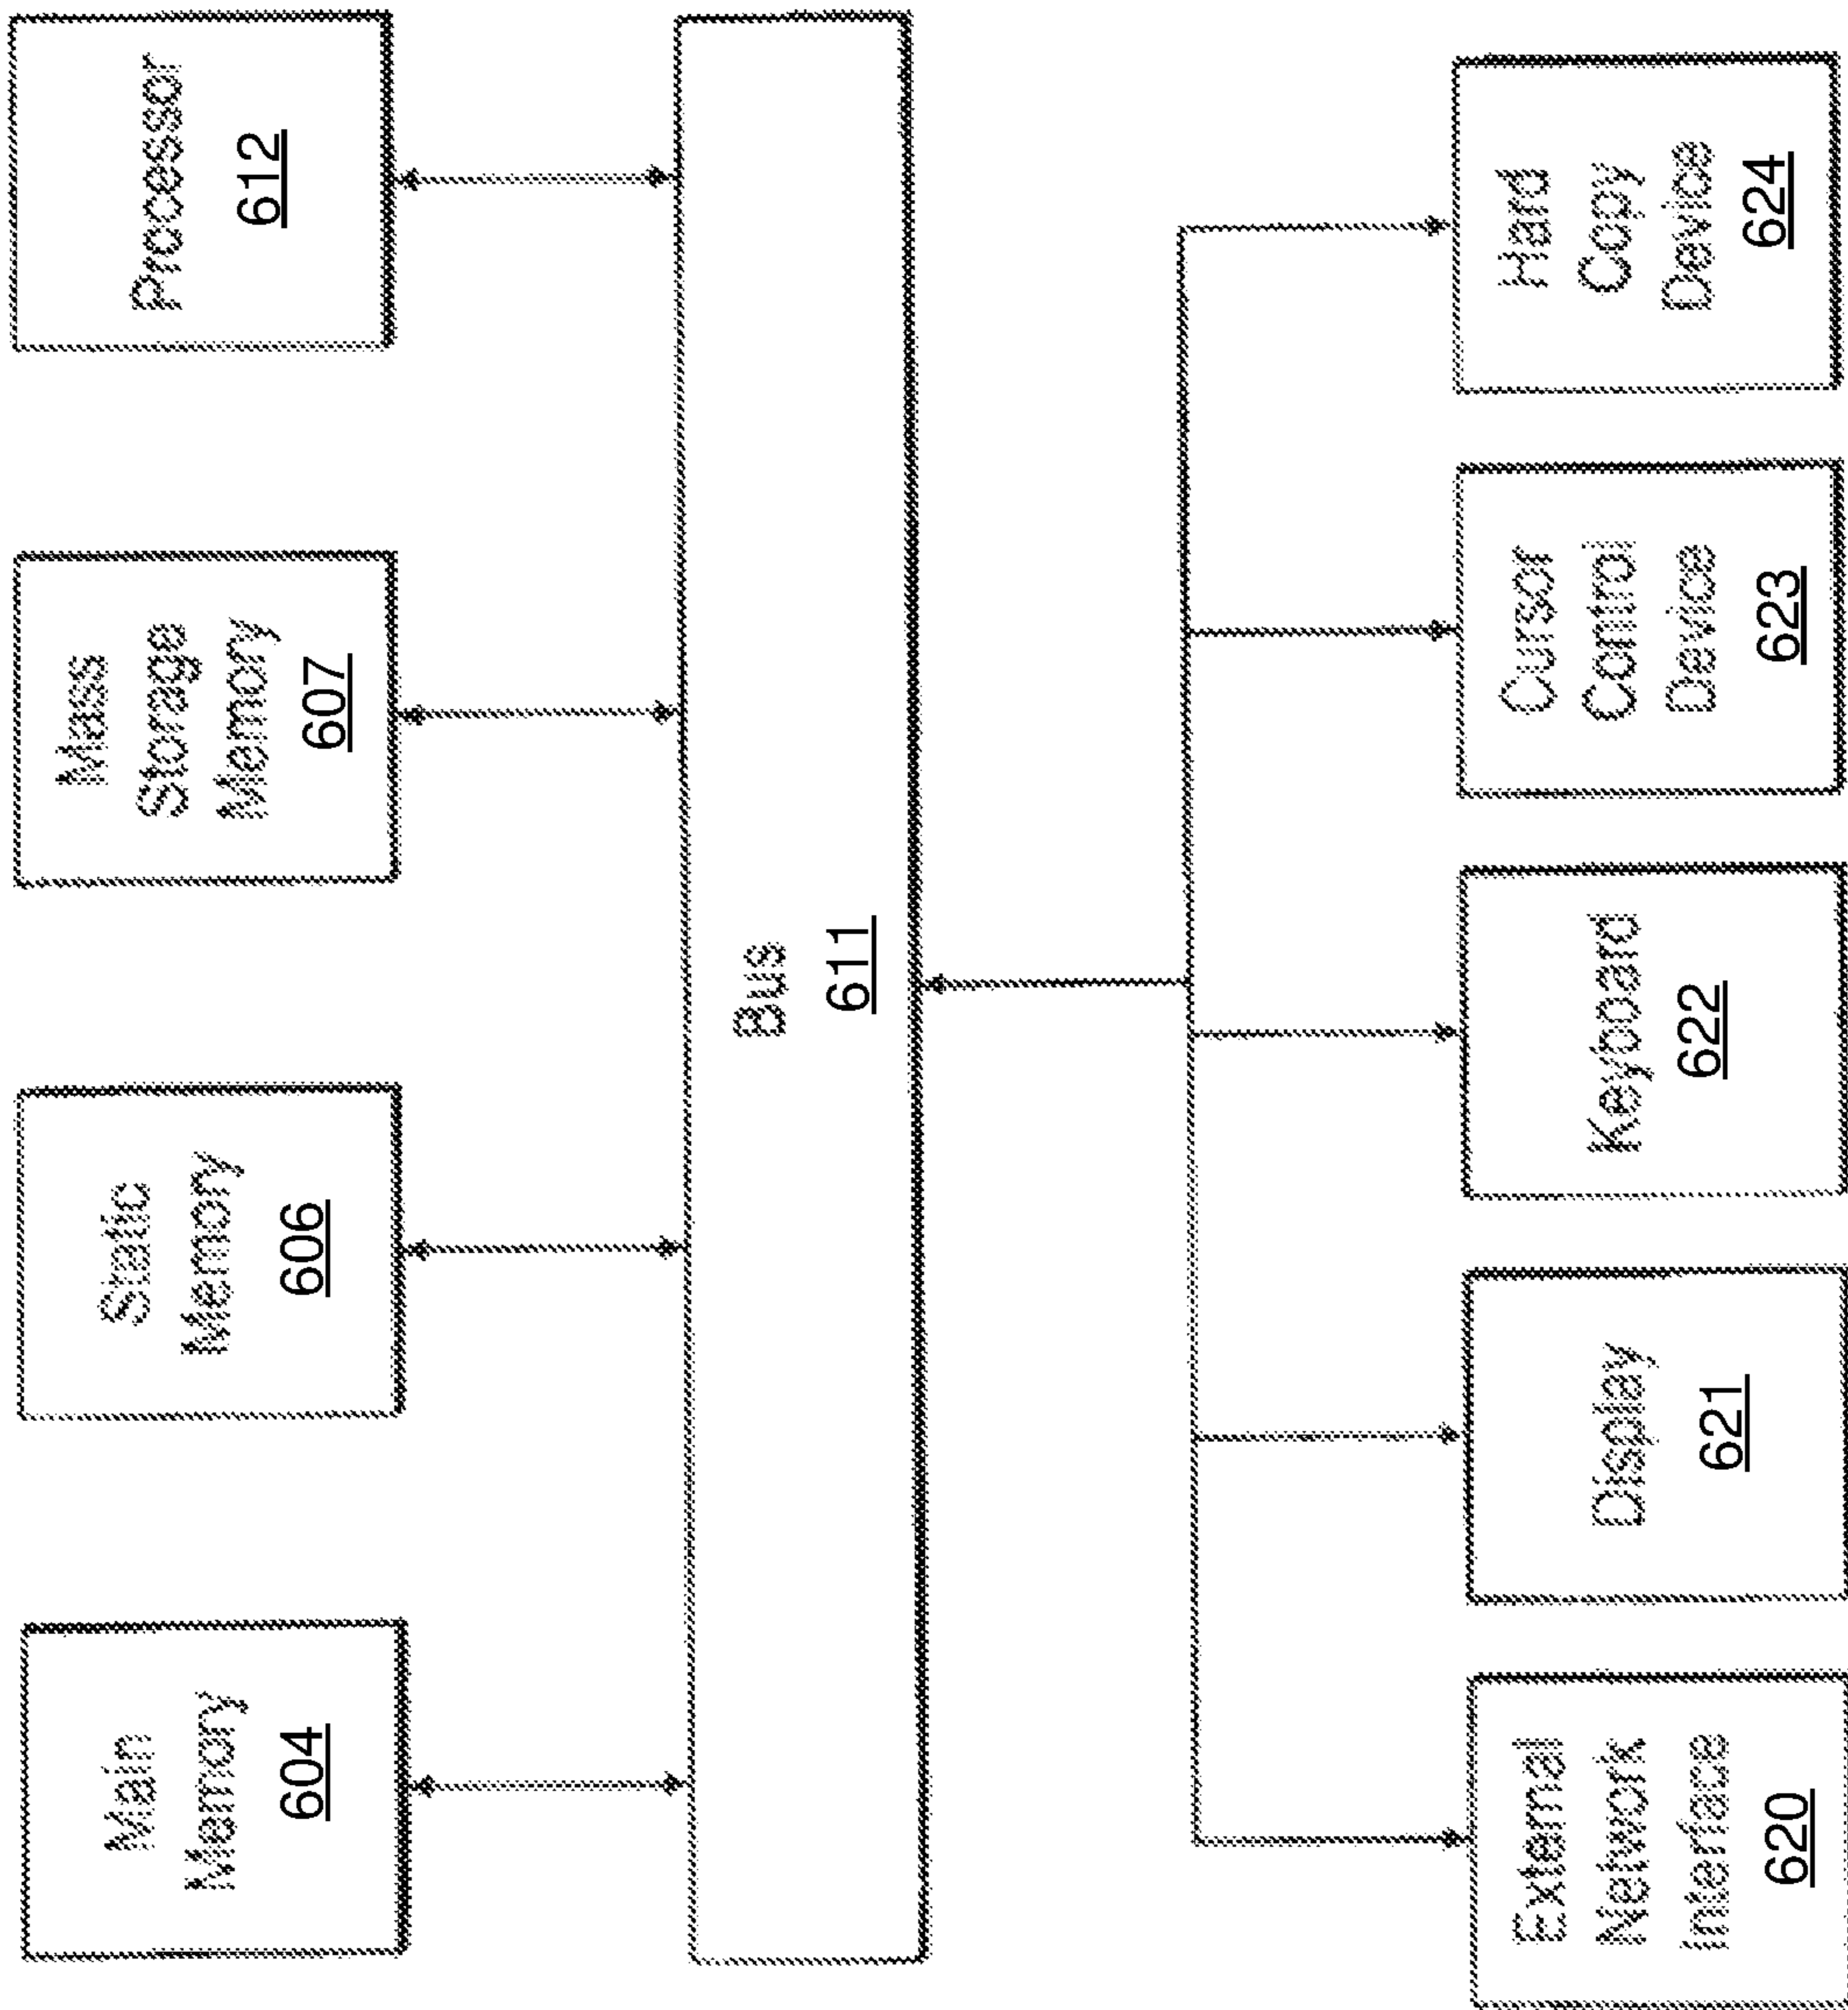 Main
Memory
604
Static
Memory
606
Mass
Storage
Memory
607
Processor
612
Bus
611
External
Network
Interface
620
Display
621
Keyboard
622
Cursor
Control
Device
623
Hard
Copy
Device
624